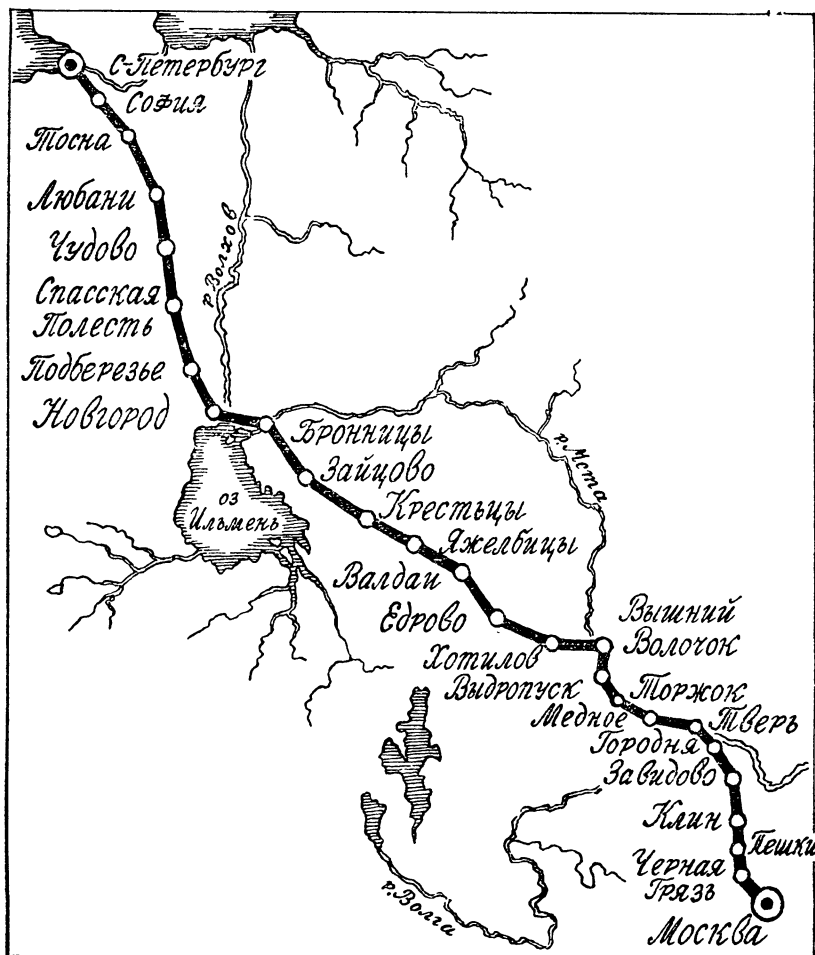 С-Петербург
София
Тосна
Любани
Чудово
р. Волхов
Спасская
Полесть
Подберезье
Новгород
Бронницы
Зайцово
р. Мста
оз
Ильмень
Крестьцы
Яжелбицы
Валдаи
Едрово
Вышний
Волочок
Хотилов
Выдропуск
Торжок
Медное
Тверь
Городня
Завидово
Клин
Пешки
Черная
Грязь
р. Волга
Москва